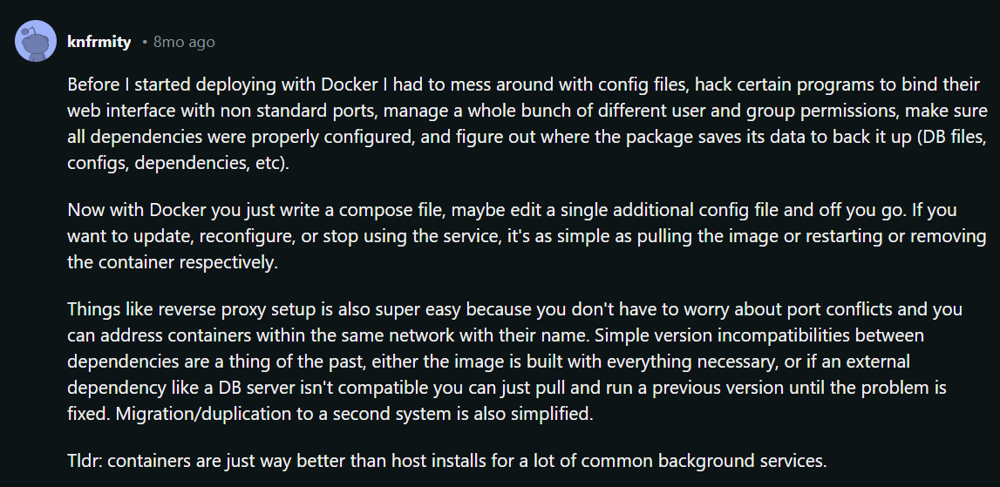 knfrmity • 8mo ago
Before I started deploying with Docker I had to mess around with config files, hack certain programs to bind their
web interface with non standard ports, manage a whole bunch of different user and group permissions, make sure
all dependencies were properly configured, and figure out where the package saves its data to back it up (DB files,
configs, dependencies, etc).
Now with Docker you just write a compose file, maybe edit a single additional config file and off you go. If you
want to update, reconfigure, or stop using the service, it's as simple as pulling the image or restarting or removing
the container respectively.
Things like reverse proxy setup is also super easy because you don't have to worry about port conflicts and you
can address containers within the same network with their name. Simple version incompatibilities between
dependencies are a thing of the past, either the image is built with everything necessary, or if an external
dependency like a DB server isn't compatible you can just pull and run a previous version until the problem is
fixed. Migration/duplication to a second system is also simplified.
Tldr: containers are just way better than host installs for a lot of common background services.